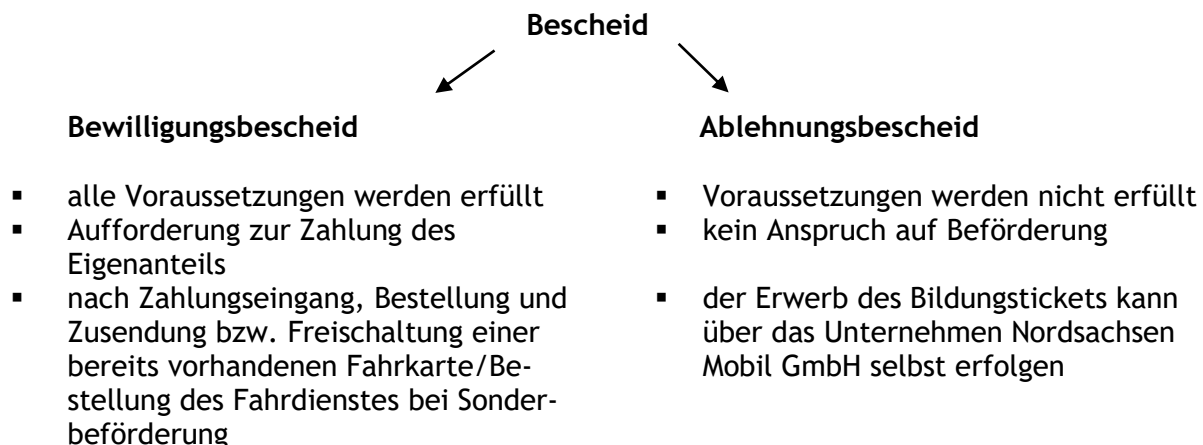 Bescheid
Bewilligungsbescheid
▪ alle Voraussetzungen werden erfüllt
▪ Aufforderung zur Zahlung des
Eigenanteils
▪ nach Zahlungseingang, Bestellung und
Zusendung bzw. Freischaltung einer
bereits vorhandenen Fahrkarte/Be-
stellung des Fahrdienstes bei Sonder-
beförderung
Ablehnungsbescheid
▪ Voraussetzungen werden nicht erfüllt
▪ kein Anspruch auf Beförderung
▪ der Erwerb des Bildungstickets kann
über das Unternehmen Nordsachsen
Mobil GmbH selbst erfolgen